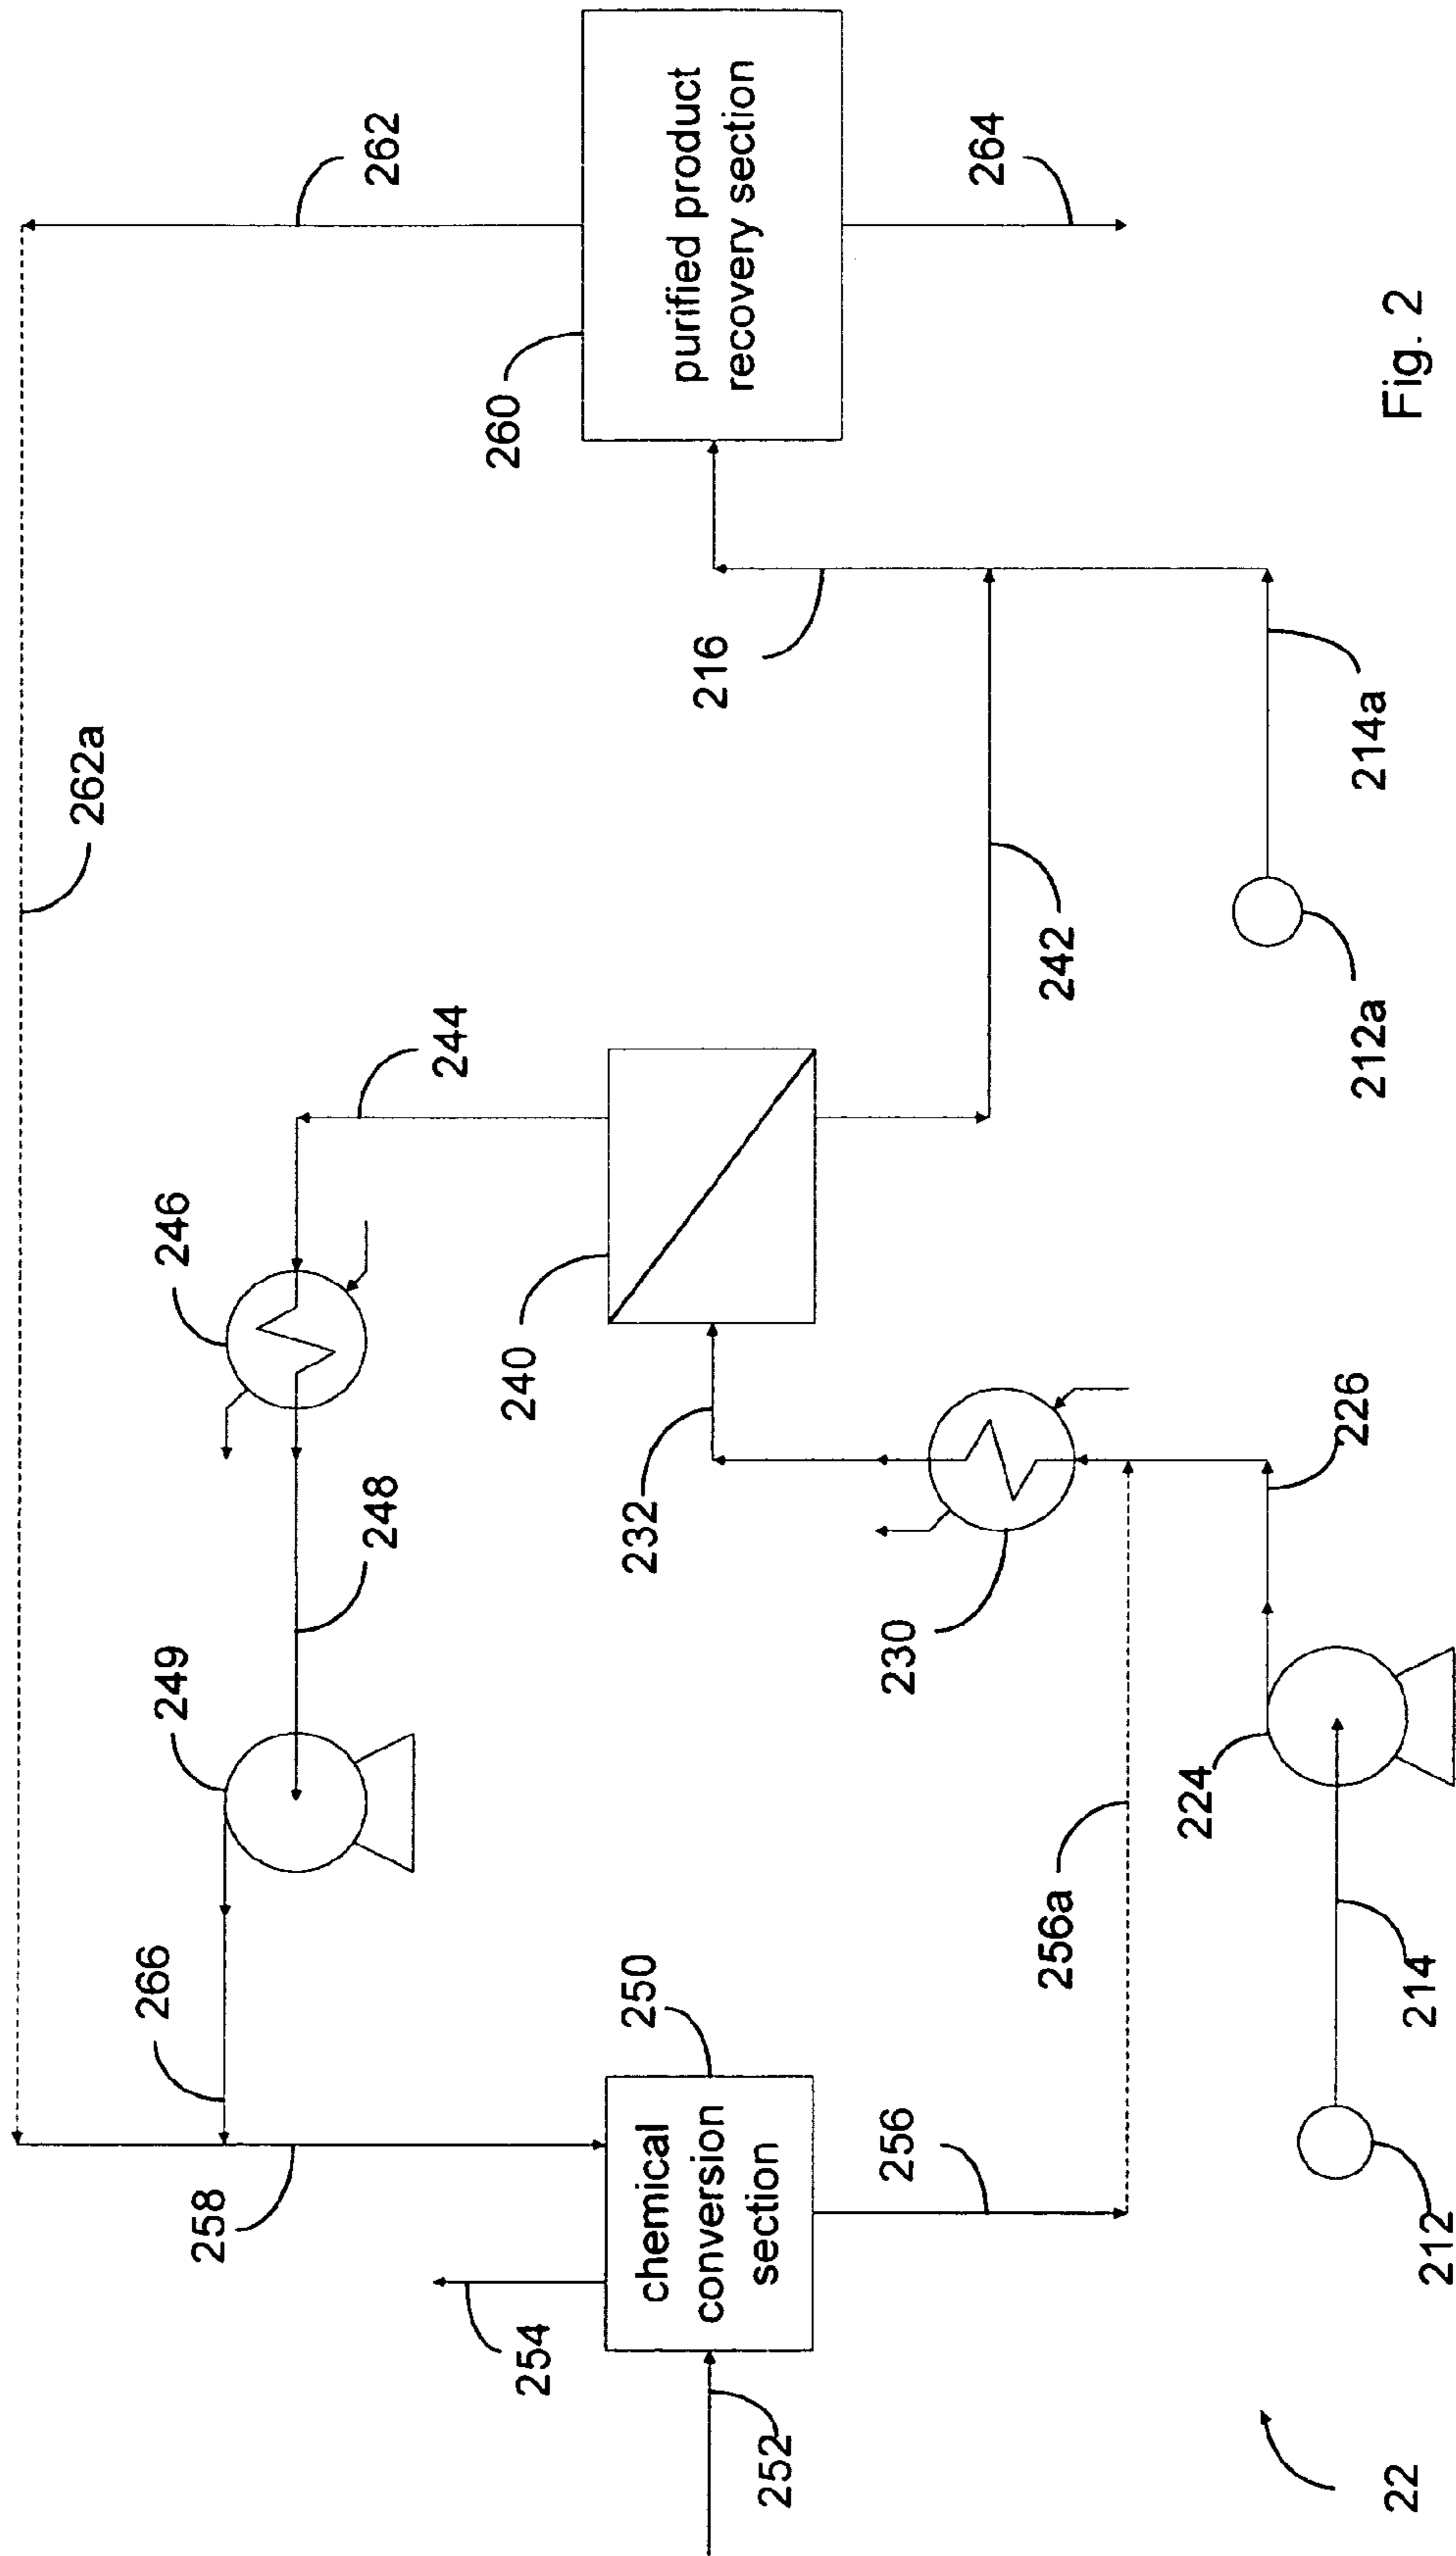 262a
266
249
246
258
248
262
244
260
254
240
250
232
chemical
conversion
section
purified product
recovery section
216
252
256
230
264
256a
242
224
226
212a
214a
Fig. 2
22
212
214